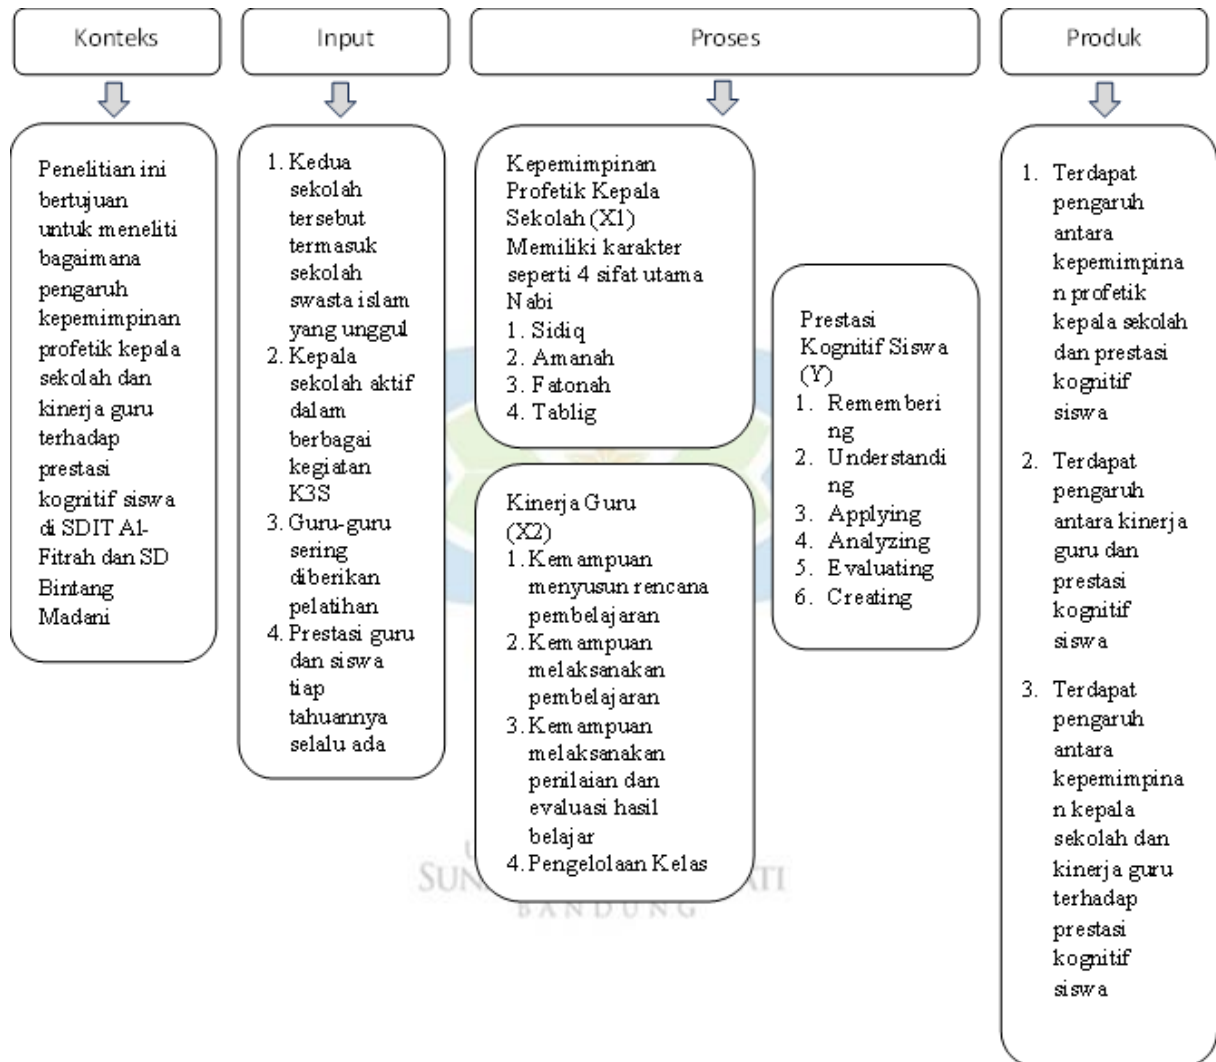 Konteks
Input
Proses
Produk
Penelitian ini
bertujuan
untuk meneliti
bagaimana
pengaruh
kepemimpinan
profetik kepala
sekolah dan
kinerja guru
terhadap
prestasi
kognitif siswa
di SDIT Al-
Fitrah dan SD
Bintang
Madani
1. Kedua
sekolah
tersebut
termasuk
sekolah
swasta islam
yang unggul
2. Kepala
sekolah aktif
dalam
berbagai
kegiatan
K3S
3. Guru-guru
sering
diberikan
pelatihan
4. Prestasi guru
dan siswa
tiap
tahuannya
selalu ada
Kepemimpinan
Profetik Kepala
Sekolah (X1)
Memiliki karakter
seperti 4 sifat utama
Nabi
1. Sidiq
2. Amanah
3. Fatonah
4. Tablig
Kinerja Guru
(X2)
1. Kemampuan
menyusun rencana
pembelajaran
2. Kemampuan
melaksanakan
pembelajaran
3. Kemampuan
melaksanakan
penilaian dan
evaluasi hasil
belajar
4. Pengelolaan Kelas
Prestasi
Kognitif Siswa
(Y)
1. Rememberi
ng
2. Understandi
ng
3. Applying
4. Analyzing
5. Evaluating
6. Creating
1. Terdapat
pengaruh
antara
kepemimpina
n profetik
kepala sekolah
dan prestasi
kognitif
siswa
2. Terdapat
pengaruh
antara kinerja
guru dan
prestasi
kognitif
siswa
3. Terdapat
pengaruh
antara
kepemimpina
n kepala
sekolah dan
kinerja guru
terhadap
prestasi
kognitif
siswa
BANDUNG